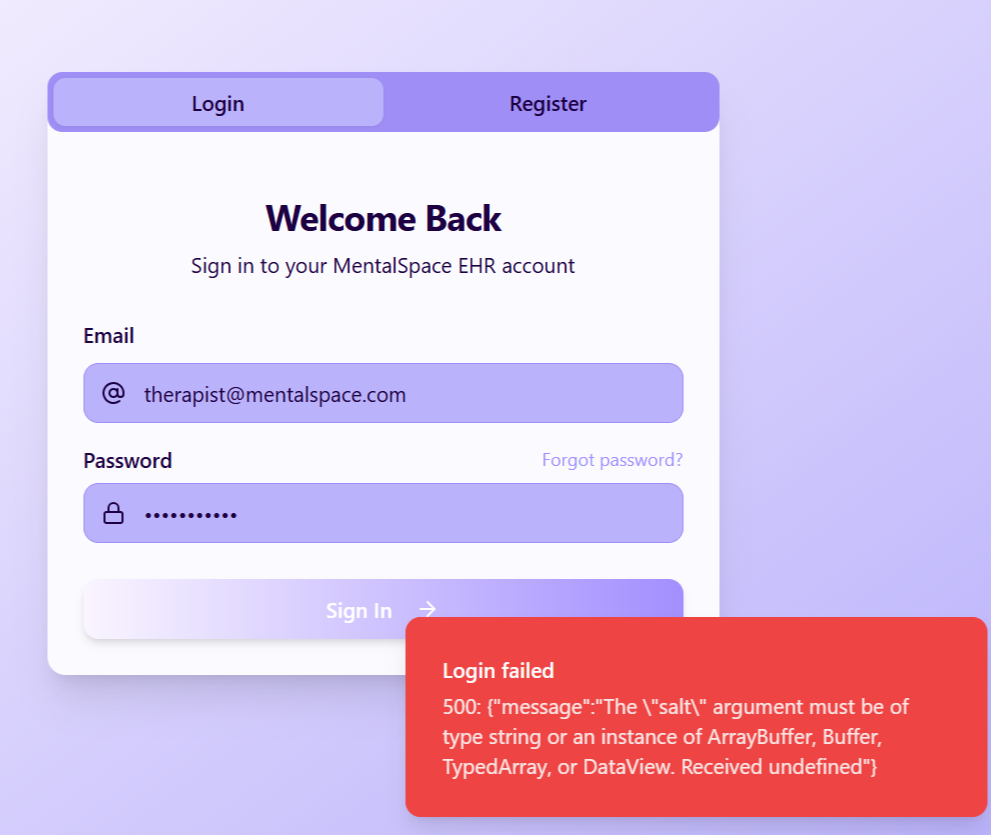 Login
Register
Welcome Back
Sign in to your MentalSpace EHR account
Email
therapist@mentalspace.com
Password
Forgot password?
•••••••••••
Sign In →
Login failed
500: {"message":"The \"salt\" argument must be of
type string or an instance of ArrayBuffer, Buffer,
TypedArray, or DataView. Received undefined"}